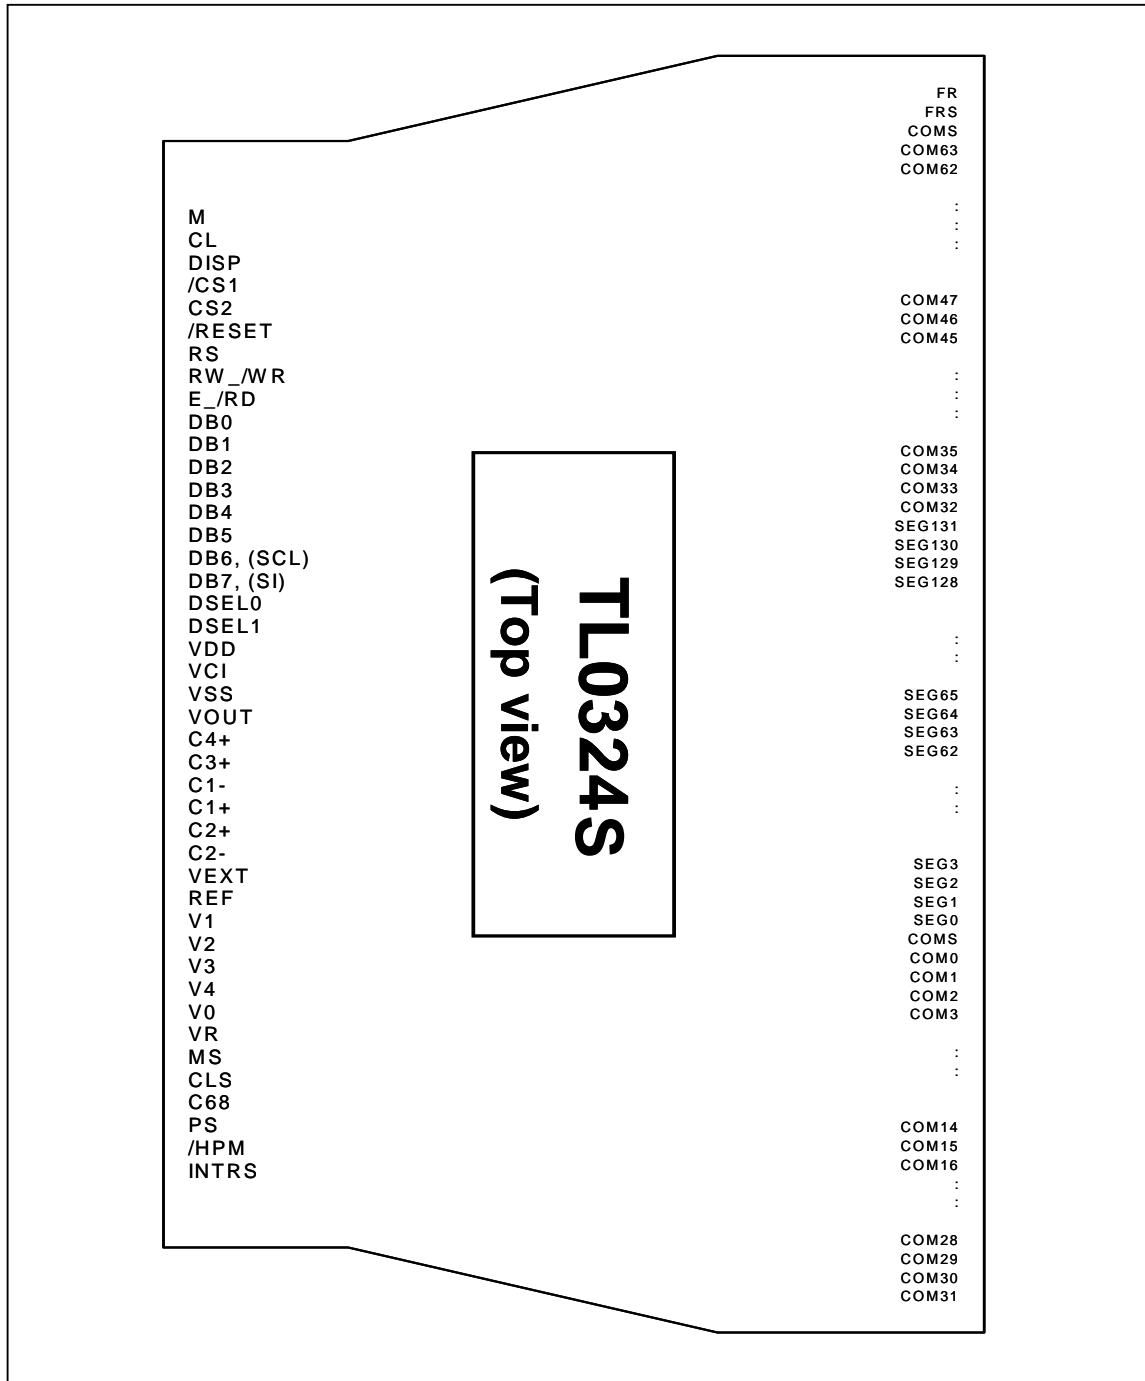 M
CL
DISP
/CS1
CS2
/RESET
RS
RW_/WR
E_/RD
DB0
DB1
DB2
DB3
DB4
DB5
DB6, (SCL)
DB7, (SI)
DSEL0
DSEL1
VDD
VCI
VSS
VOUT
C4+
C3+
C1-
C1+
C2+
C2-
VEXT
REF
V1
V2
V3
V4
V0
VR
MS
CLS
C68
PS
/HPM
INTRS
TL0324S
(Top view)
FR
FRS
COMS
COM63
COM62
:
:
:
COM47
COM46
COM45
:
:
:
COM35
COM34
COM33
COM32
SEG131
SEG130
SEG129
SEG128
:
:
SEG65
SEG64
SEG63
SEG62
:
:
SEG3
SEG2
SEG1
SEG0
COMS
COM0
COM1
COM2
COM3
:
:
COM14
COM15
COM16
:
:
COM28
COM29
COM30
COM31